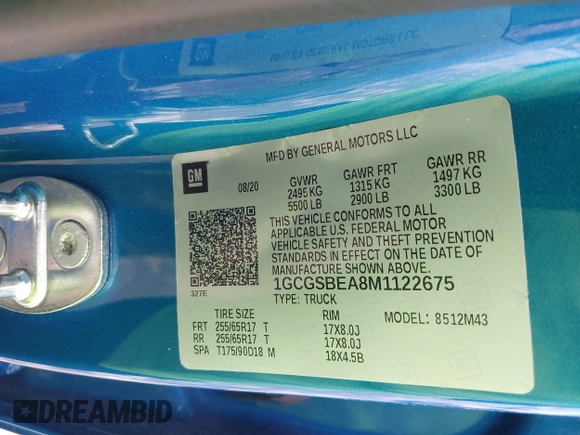 MFD BY GENERAL MOTORS LLC
GM
08/20
GVWR
2495 KG
5500 LB
GAWR FRT
1315 KG
2900 LB
GAWR RR
1497 KG
3300 LB
THIS VEHICLE CONFORMS TO ALL
APPLICABLE U.S. FEDERAL MOTOR
VEHICLE SAFETY AND THEFT PREVENTION
STANDARDS IN EFFECT ON THE DATE OF
MANUFACTURE SHOWN ABOVE.
327E
1GCGSBEA8M1122675
TYPE: TRUCK
TIRE SIZE RIM MODEL: 8512M43
FRT 255/65R17 T 17X8.0J
RR 255/65R17 T 17X8.0J
SPA T175/90D18 M 18X4.5B
DREAMBID